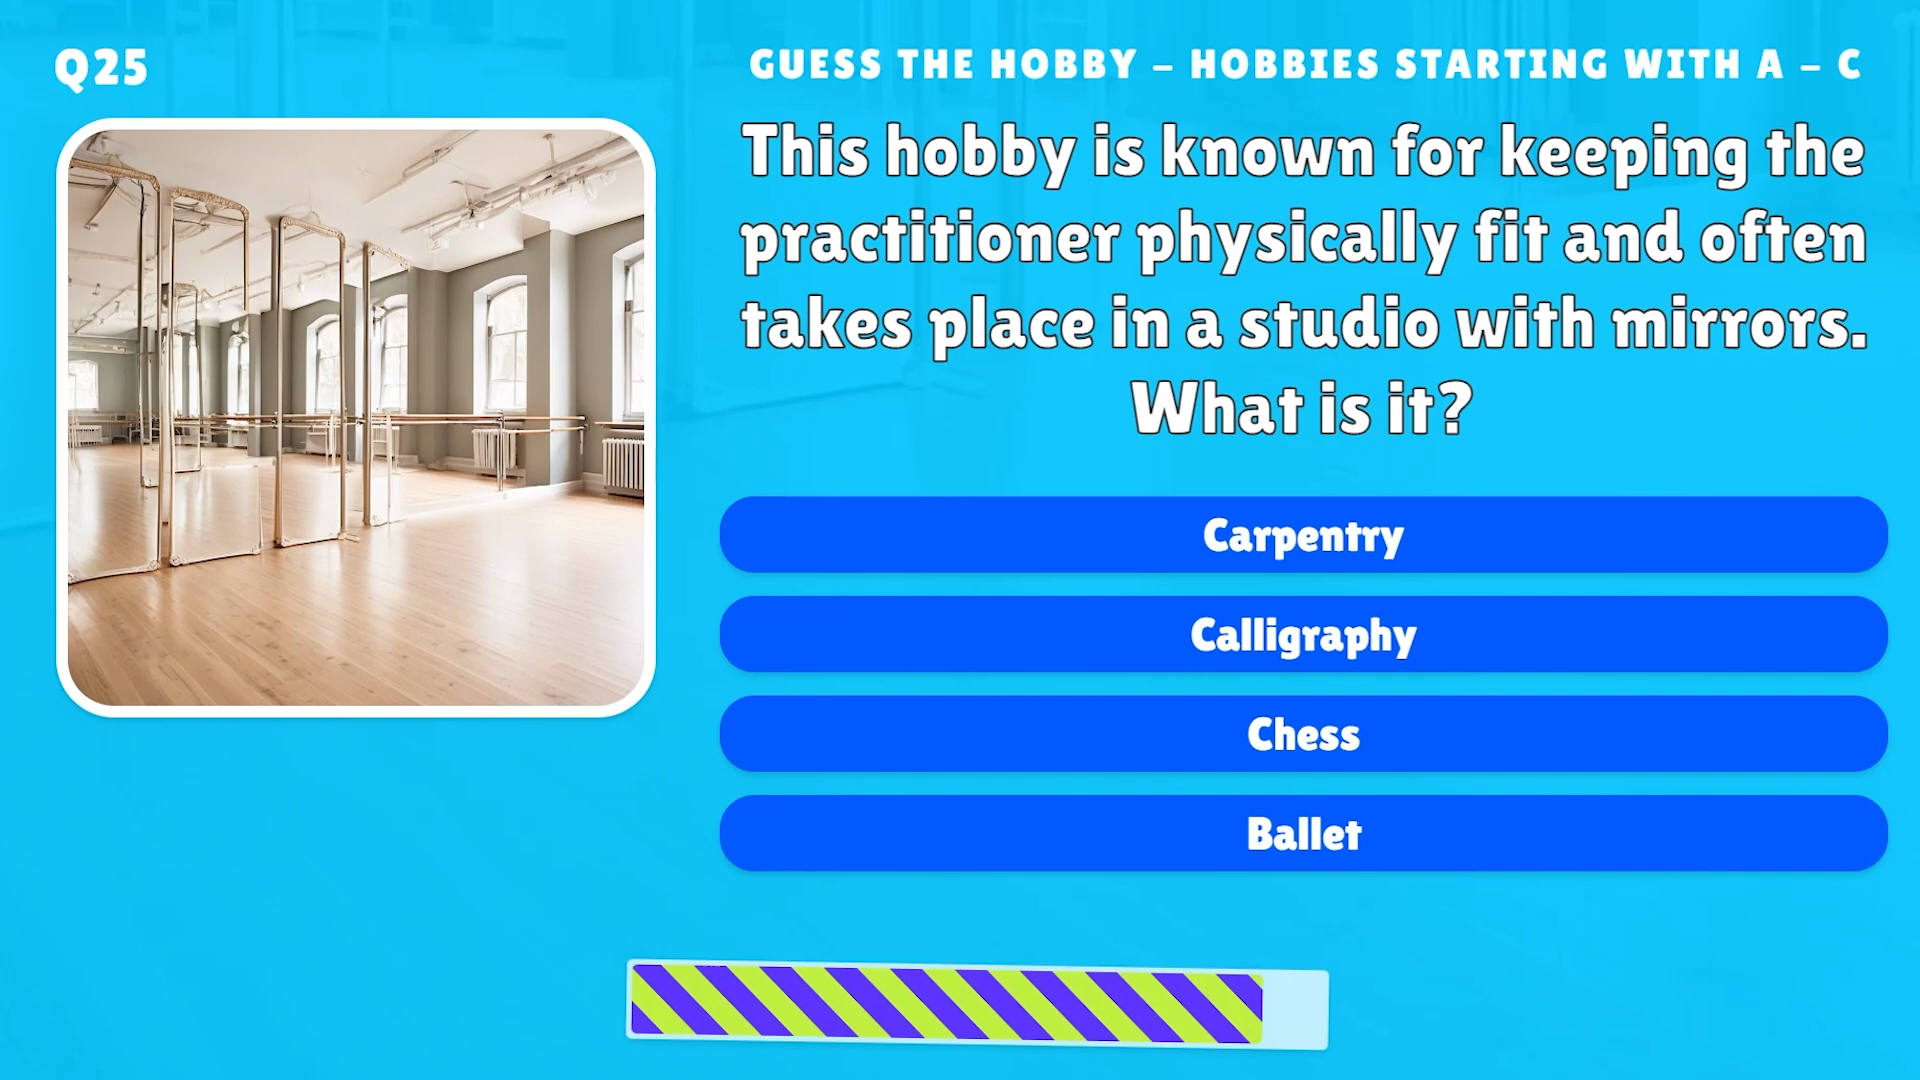 Q25
GUESS THE HOBBY – HOBBIES STARTING WITH A – C
This hobby is known for keeping the
practitioner physically fit and often
takes place in a studio with mirrors.
What is it?
Carpentry
Calligraphy
Chess
Ballet